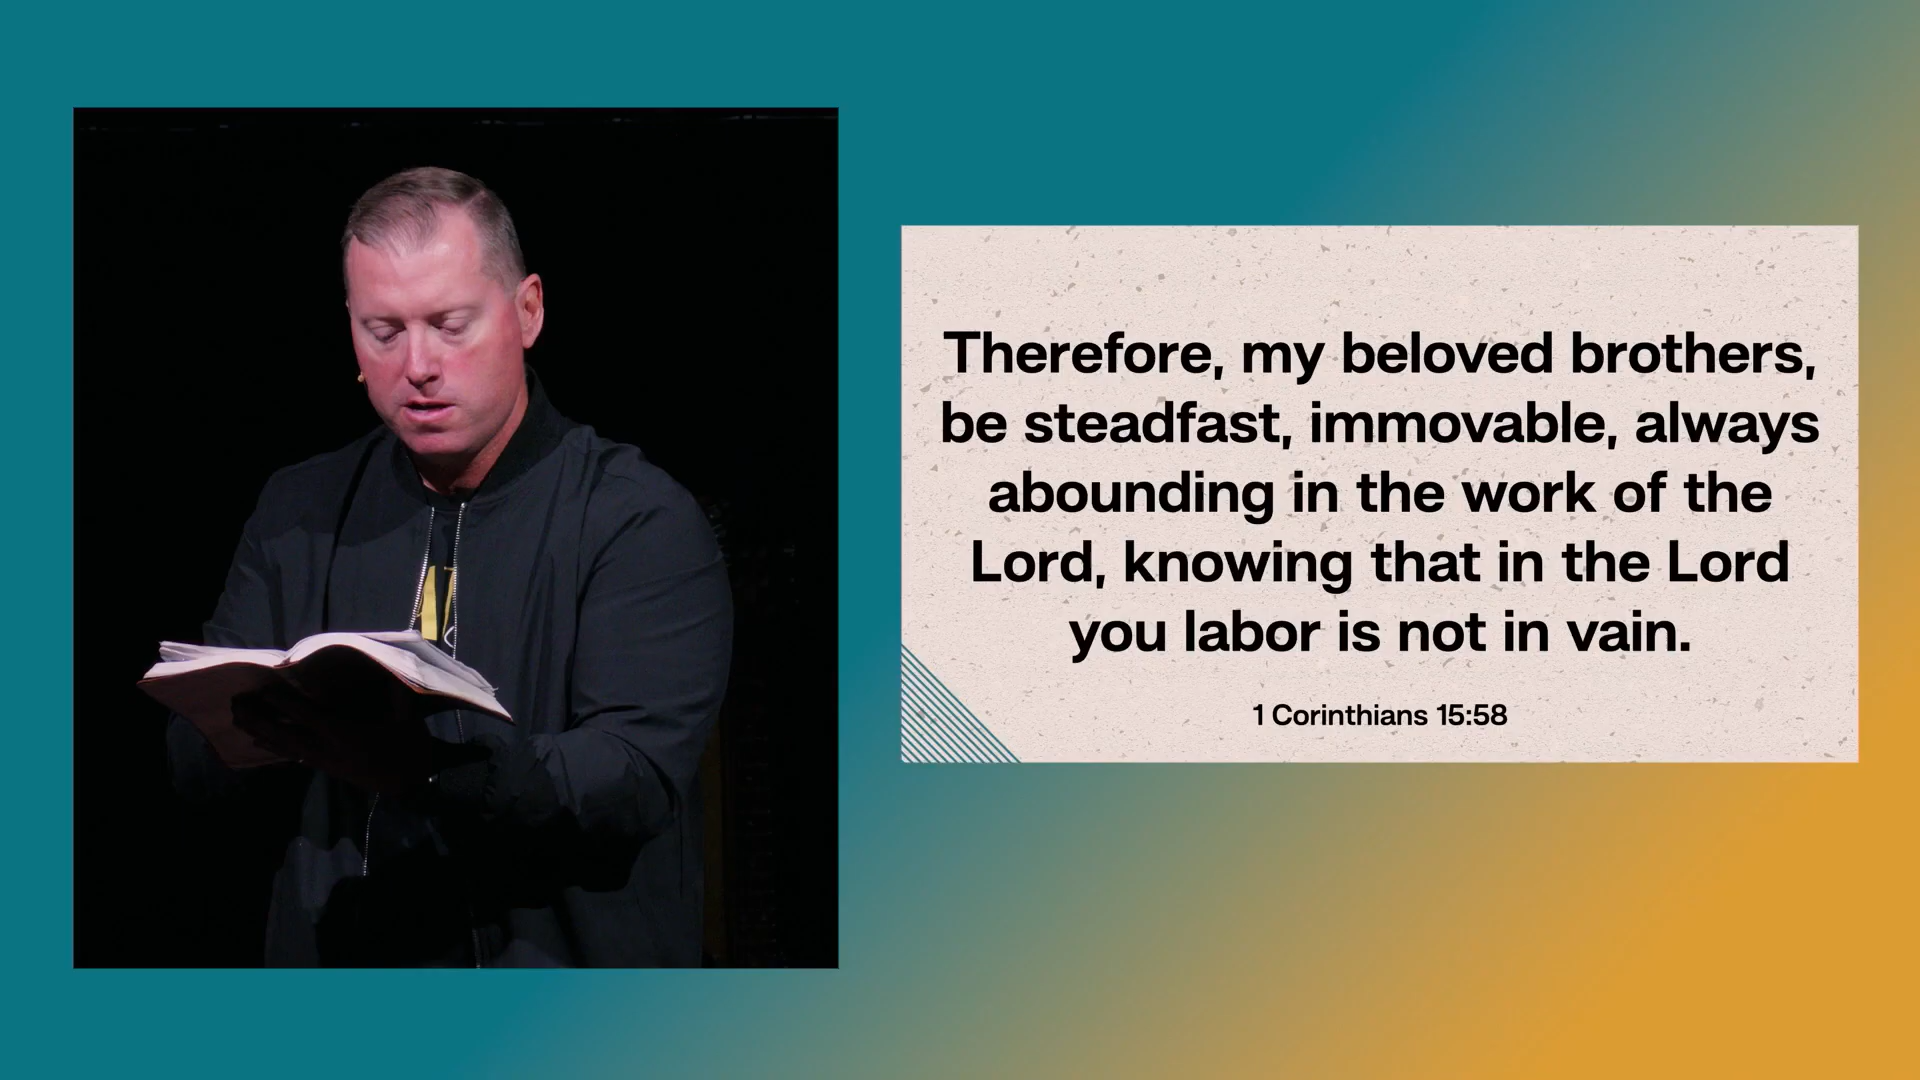 Therefore, my beloved brothers,
be steadfast, immovable, always
abounding in the work of the
Lord, knowing that in the Lord
you labor is not in vain.
1 Corinthians 15:58